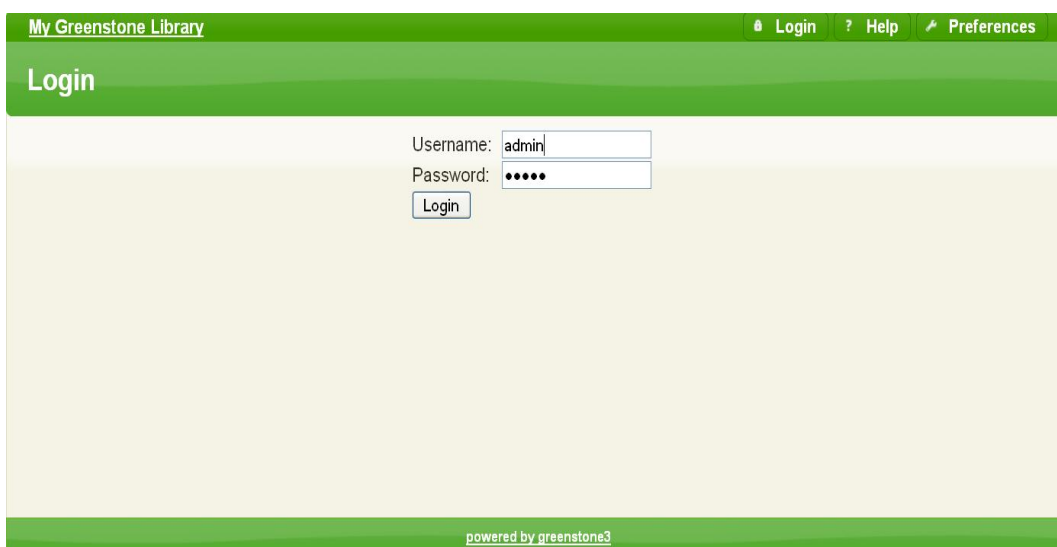 My Greenstone Library
Login ? Help Preferences
Login
Username: admin
Password: •••••
Login
powered by greenstone3